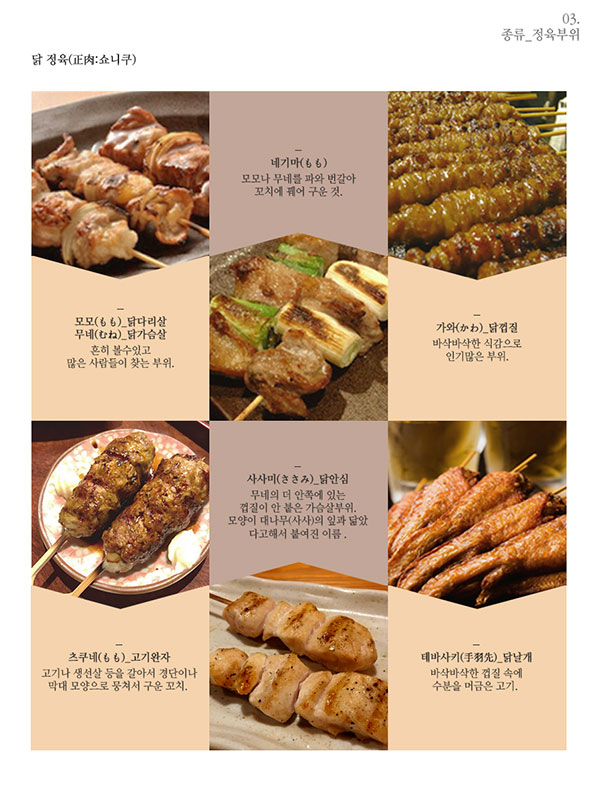 03.
종류_정육부위
닭 정육(正肉:쇼니쿠)
네기마(もも)
모모나 무네를 파와 번갈아
꼬치에 꿰어 구운 것.
모모(もも)_닭다리살
무네(むね)_닭가슴살
흔히 볼수있고
많은 사람들이 찾는 부위.
가와(かわ)_닭껍질
바삭바삭한 식감으로
인기많은 부위.
사사미(ささみ)_닭안심
무네의 더 안쪽에 있는
껍질이 안 붙은 가슴살부위.
모양이 대나무(사사)의 잎과 닮았
다고해서 붙여진 이름 .
츠쿠네(もも)_고기완자
고기나 생선살 등을 갈아서 경단이나
막대 모양으로 뭉쳐서 구운 꼬치.
테바사키(手羽先)_닭날개
바삭바삭한 껍질 속에
수분을 머금은 고기.